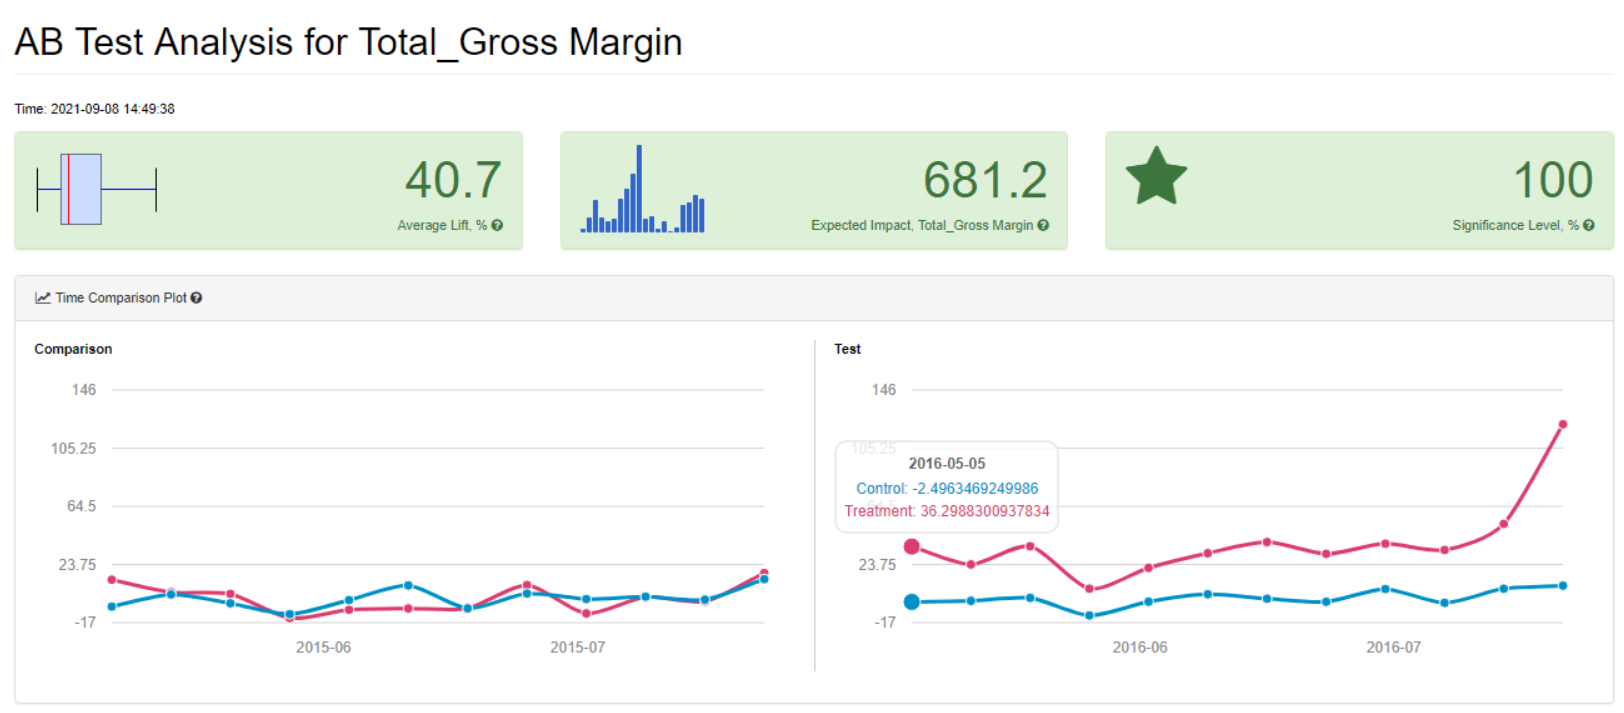 AB Test Analysis for Total_Gross Margin
Time: 2021-09-08 14:49:38
40.7
Average Lift, %
681.2
Expected Impact, Total_Gross Margin
100
Significance Level, %
Time Comparison Plot
Comparison
146
105.25
64.5
23.75
-17
2015-06
2015-07
Test
146
105.25
2016-05-05
Control: -2.4963469249986
Treatment: 36.2988300937834
23.75
-17
2016-06
2016-07